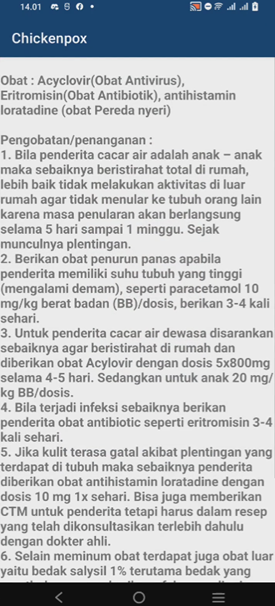 14.01
Chickenpox
Obat : Acyclovir(Obat Antivirus),
Eritromisin(Obat Antibiotik), antihistamin
loratadine (obat Pereda nyeri)
Pengobatan/penanganan :
1. Bila penderita cacar air adalah anak – anak
maka sebaiknya beristirahat total di rumah,
lebih baik tidak melakukan aktivitas di luar
rumah agar tidak menular ke tubuh orang lain
karena masa penularan akan berlangsung
selama 5 hari sampai 1 minggu. Sejak
munculnya plentingan.
2. Berikan obat penurun panas apabila
penderita memiliki suhu tubuh yang tinggi
(mengalami demam), seperti paracetamol 10
mg/kg berat badan (BB)/dosis, berikan 3-4 kali
sehari.
3. Untuk penderita cacar air dewasa disarankan
sebaiknya agar beristirahat di rumah dan
diberikan obat Acylovir dengan dosis 5x800mg
selama 4-5 hari. Sedangkan untuk anak 20 mg/
kg BB/dosis.
4. Bila terjadi infeksi sebaiknya berikan
penderita obat antibiotic seperti eritromisin 3-4
kali sehari.
5. Jika kulit terasa gatal akibat plentingan yang
terdapat di tubuh maka sebaiknya penderita
diberikan obat antihistamin loratadine dengan
dosis 10 mg 1x sehari. Bisa juga memberikan
CTM untuk penderita tetapi harus dalam resep
yang telah dikonsultasikan terlebih dahulu
dengan dokter ahli.
6. Selain meminum obat terdapat juga obat luar
yaitu bedak salysil 1% terutama bedak yang